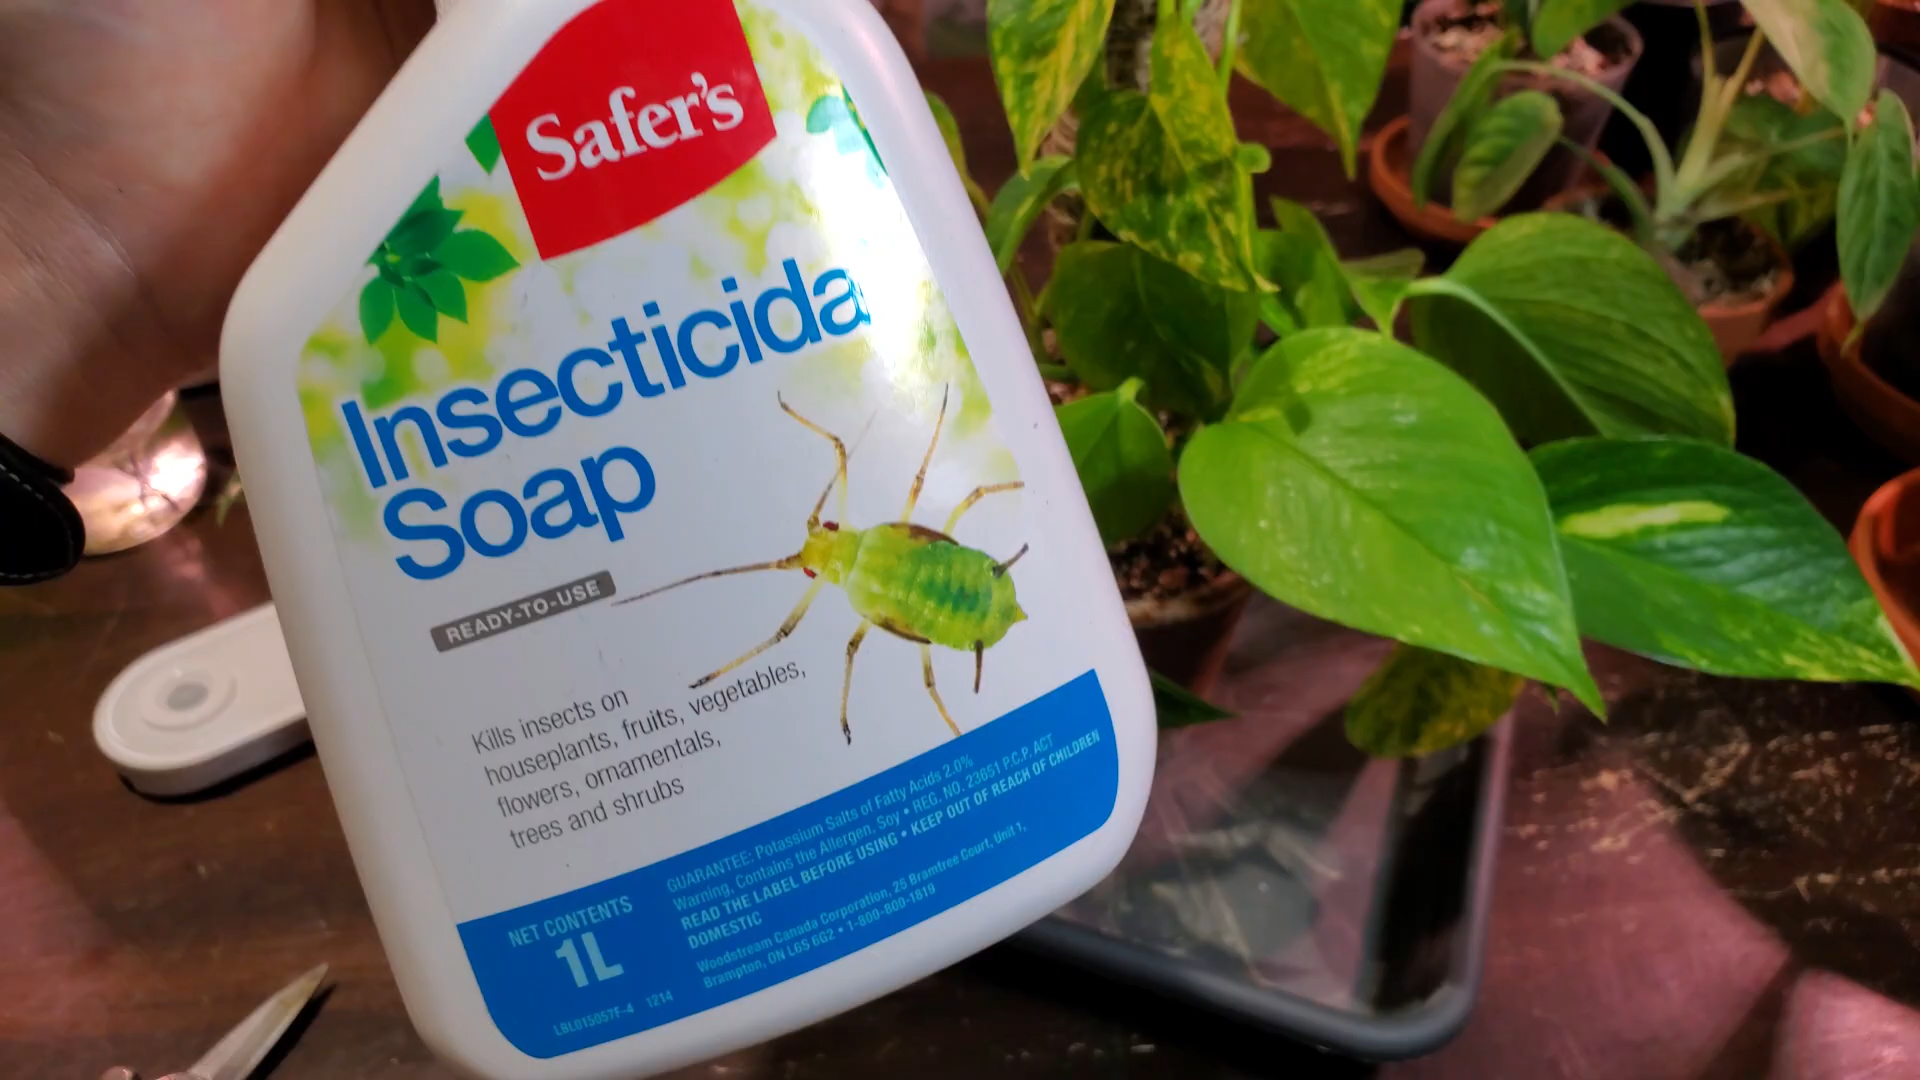 Safer's
Insecticida
Soap
READY-TO-USE
Kills insects on
houseplants, fruits, vegetables,
flowers, ornamentals,
trees and shrubs
NET CONTENTS
1L
GUARANTEE: Potassium Salts of Fatty Acids 2.0%
Warning, Contains the Allergen, Soy • REG. NO. 23651 P.C.P. ACT
READ THE LABEL BEFORE USING • KEEP OUT OF REACH OF CHILDREN
DOMESTIC
Woodstream Canada Corporation, 25 Bramtree Court, Unit 1,
Brampton, ON L6S 6G2 • 1-800-800-1819
LBL015057F-4 1214